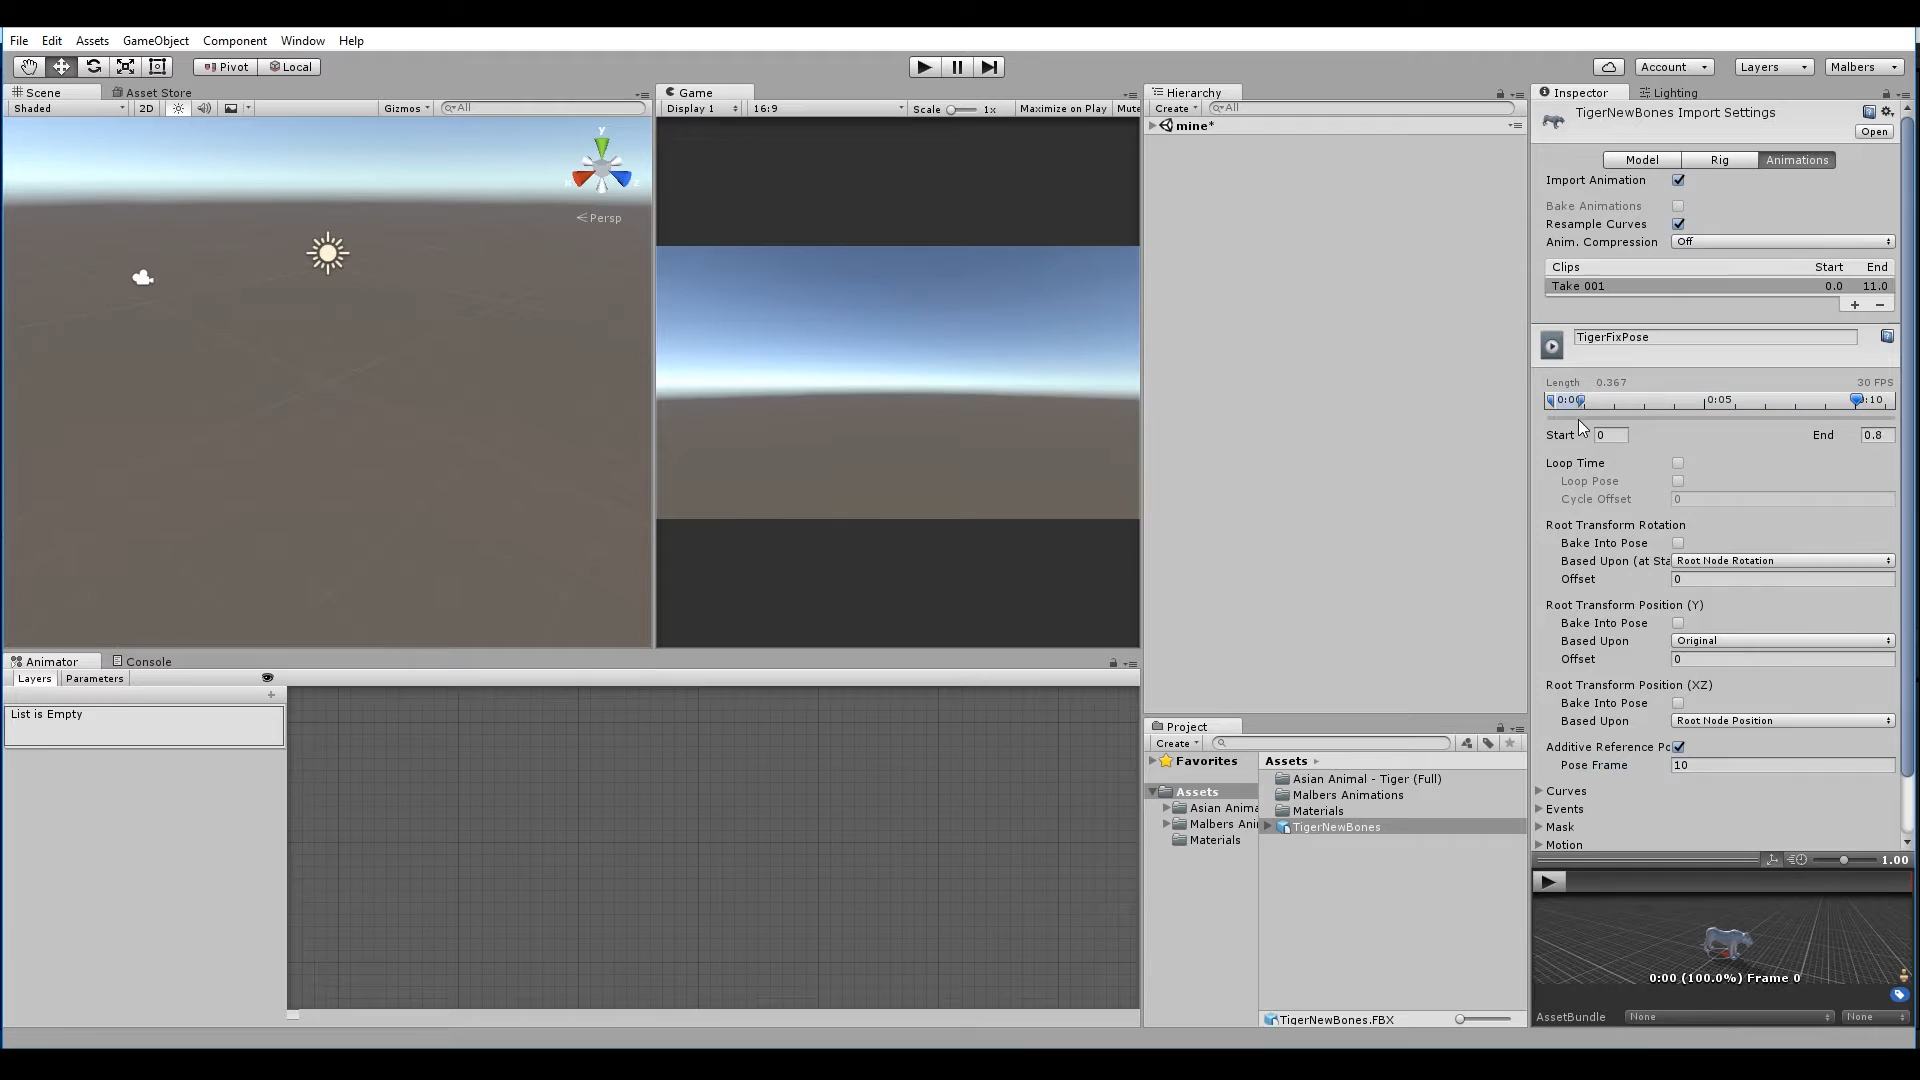 File Edit Assets GameObject Component Window Help
Pivot Local Account Layers Malbers
Scene Asset Store
Shaded 2D Gizmos All
y
x z
Persp
Game
Display 1 16:9 Scale 1x Maximize on Play Mute
Hierarchy
Create All
mine*
Inspector Lighting
TigerNewBones Import Settings
Open
Model Rig Animations
Import Animation
Bake Animations
Resample Curves
Anim. Compression Off
Clips Start End
Take 001 0.0 11.0
+ −
TigerFixPose
Length 0.367 30 FPS
0:00 0:05 0:10
Start 0 End 0.8
Loop Time
Loop Pose
Cycle Offset 0
Root Transform Rotation
Bake Into Pose
Based Upon (at Sta Root Node Rotation
Offset 0
Root Transform Position (Y)
Bake Into Pose
Based Upon Original
Offset 0
Root Transform Position (XZ)
Bake Into Pose
Based Upon Root Node Position
Additive Reference Po
Pose Frame 10
Curves
Events
Mask
Motion
1.00
0:00 (100.0%) Frame 0
AssetBundle None None
Animator Console
Layers Parameters
+
List is Empty
Project
Create
Favorites
Assets
Asian Anima
Malbers Ani
Materials
Assets
Asian Animal - Tiger (Full)
Malbers Animations
Materials
TigerNewBones
TigerNewBones.FBX